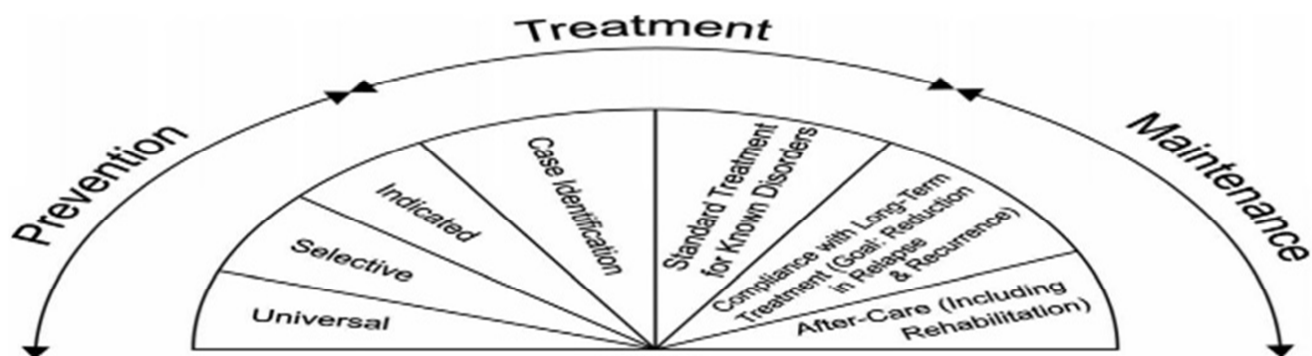 Treatment
Prevention
Maintenance
Universal
Selective
Indicated
Case Identification
Standard Treatment
for Known Disorders
Compliance with Long-Term
Treatment (Goal: Reduction
in Relapse
& Recurrence)
After-Care (Including
Rehabilitation)